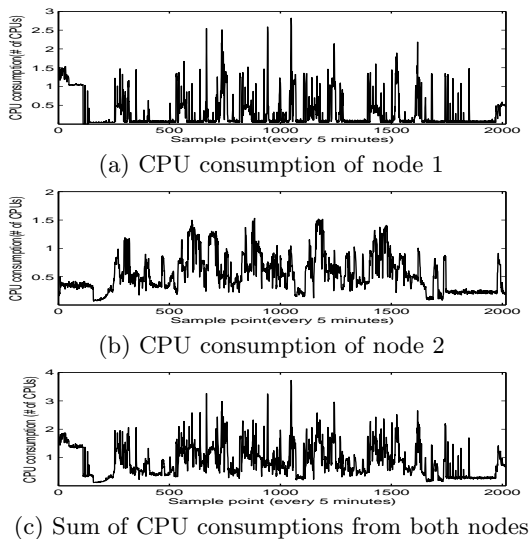 CPU consumption(# of CPUs)
3
2.5
2
1.5
1
0.5
0 500 1000 1500 2000
Sample point(every 5 minutes)
(a) CPU consumption of node 1
CPU consumption(# of CPUs)
2
1.5
1
0.5
0 500 1000 1500 2000
Sample point(every 5 minutes)
(b) CPU consumption of node 2
CPU consumption (# of CPUs)
4
3
2
1
0 500 1000 1500 2000
Sample point (every 5 minutes)
(c) Sum of CPU consumptions from both nodes